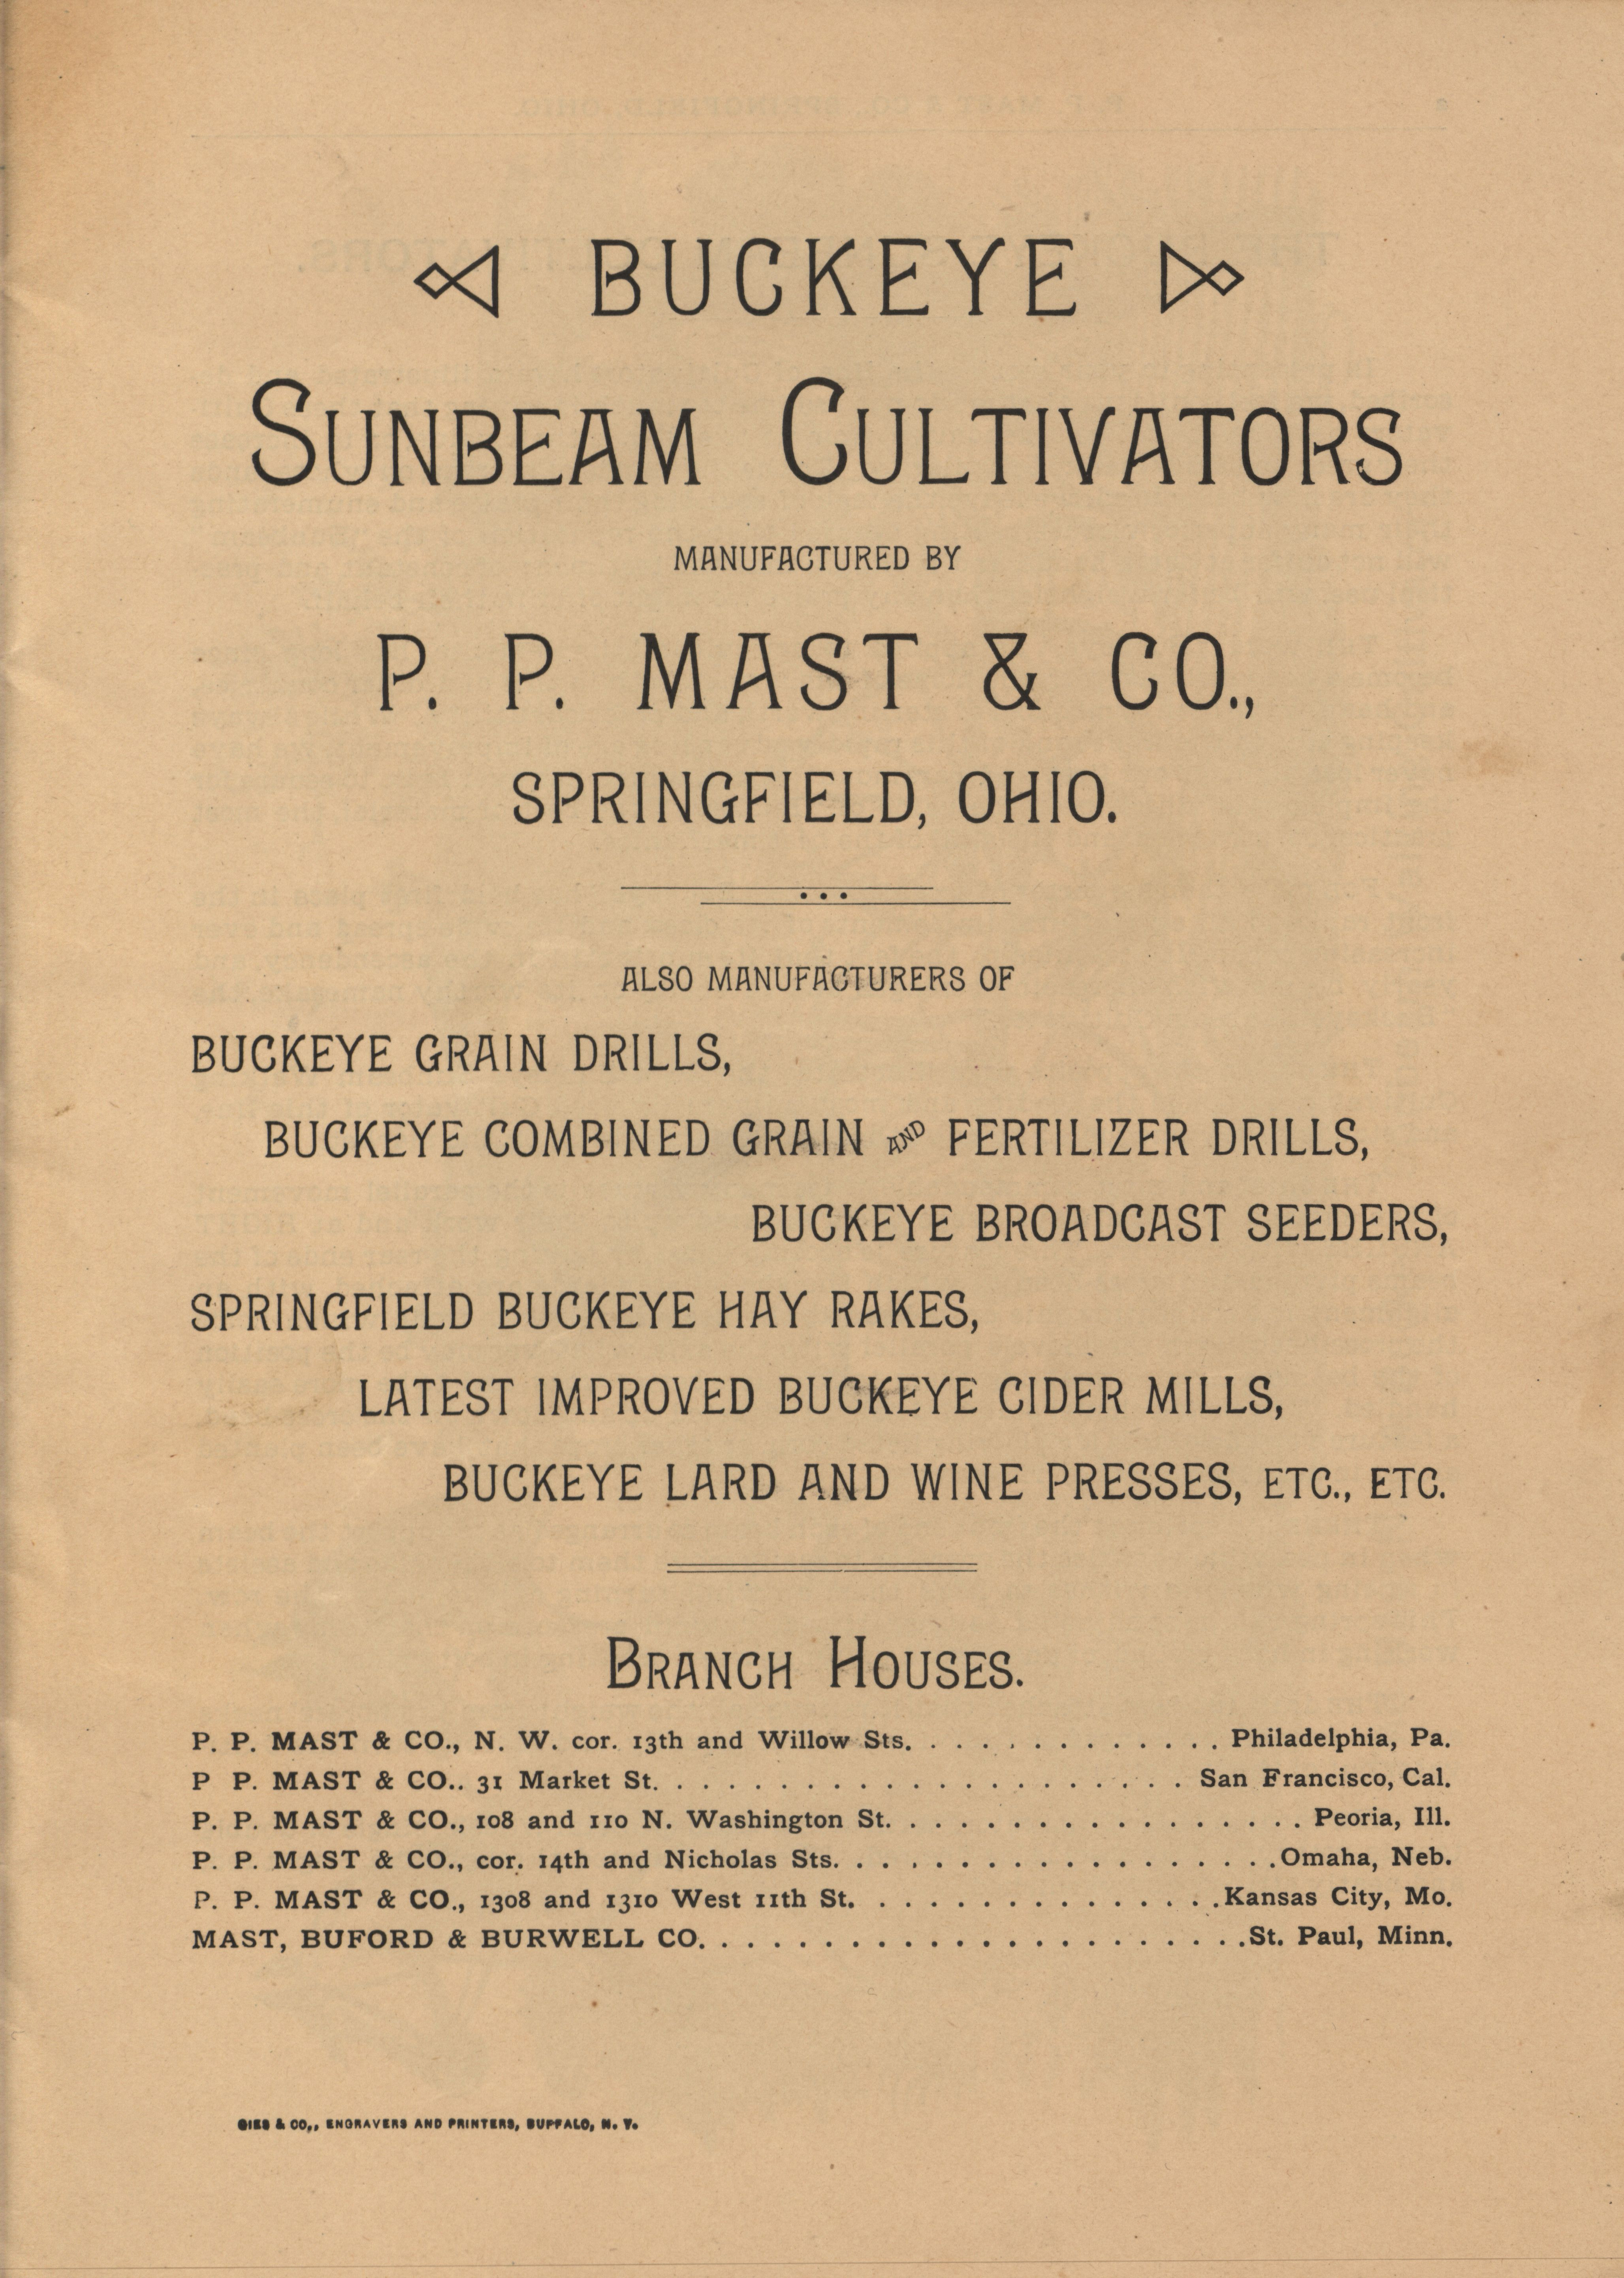 BUCKEYE
SUNBEAM CULTIVATORS
MANUFACTURED BY
P. P. MAST & CO.,
SPRINGFIELD, OHIO.
ALSO MANUFACTURERS OF
BUCKEYE GRAIN DRILLS,
BUCKEYE COMBINED GRAIN AND FERTILIZER DRILLS,
BUCKEYE BROADCAST SEEDERS,
SPRINGFIELD BUCKEYE HAY RAKES,
LATEST IMPROVED BUCKEYE CIDER MILLS,
BUCKEYE LARD AND WINE PRESSES, ETC., ETC.
BRANCH HOUSES.
P. P. MAST & CO., N. W. cor. 13th and Willow Sts. . . . . . . . . . . . . Philadelphia, Pa.
P P. MAST & CO.. 31 Market St. . . . . . . . . . . . . . . . . . . . . San Francisco, Cal.
P. P. MAST & CO., 108 and 110 N. Washington St. . . . . . . . . . . . . . . . . Peoria, Ill.
P. P. MAST & CO., cor. 14th and Nicholas Sts. . . . . . . . . . . . . . . . . . Omaha, Neb.
P. P. MAST & CO., 1308 and 1310 West 11th St. . . . . . . . . . . . . . . Kansas City, Mo.
MAST, BUFORD & BURWELL CO. . . . . . . . . . . . . . . . . . . . . . St. Paul, Minn.
GIES & CO., ENGRAVERS AND PRINTERS, BUFFALO, N. Y.